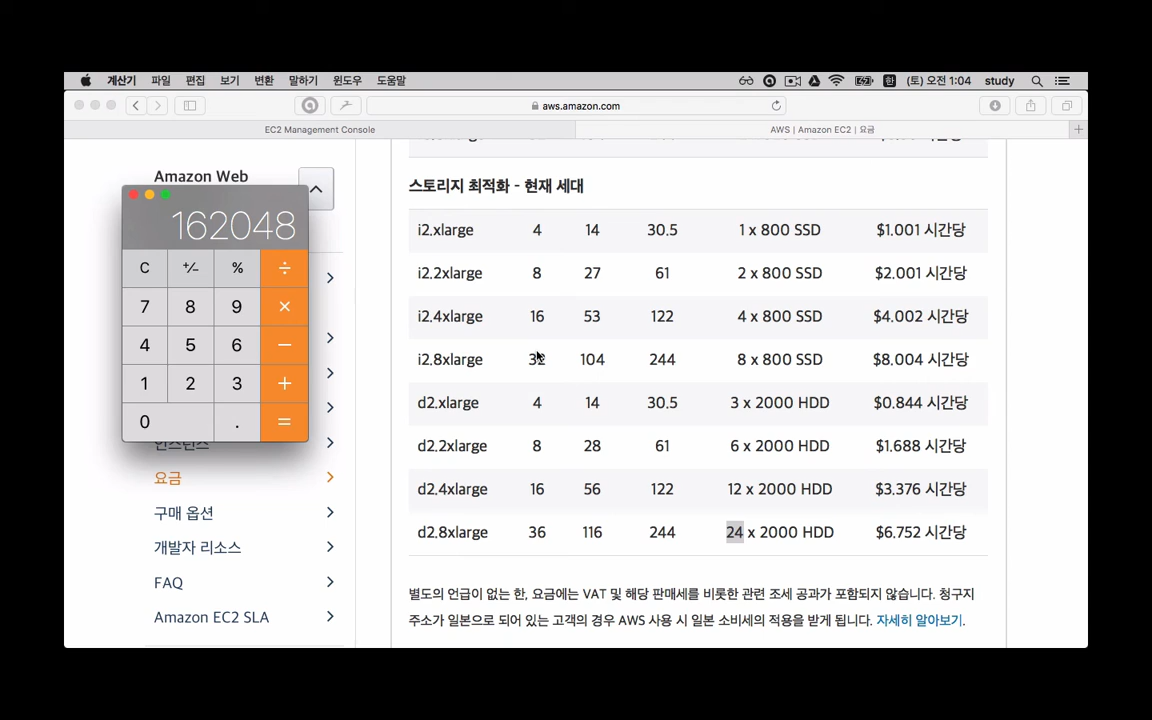 계산기 파일 편집 보기 변환 말하기 윈도우 도움말 한 (토) 오전 1:04 study
aws.amazon.com
EC2 Management Console AWS | Amazon EC2 | 요금
Amazon Web
162048
C +/- % ÷
7 8 9 ×
4 5 6 −
1 2 3 +
0 . =
인스턴스
요금
구매 옵션
개발자 리소스
FAQ
Amazon EC2 SLA
스토리지 최적화 - 현재 세대
i2.xlarge 4 14 30.5 1 x 800 SSD $1.001 시간당
i2.2xlarge 8 27 61 2 x 800 SSD $2.001 시간당
i2.4xlarge 16 53 122 4 x 800 SSD $4.002 시간당
i2.8xlarge 32 104 244 8 x 800 SSD $8.004 시간당
d2.xlarge 4 14 30.5 3 x 2000 HDD $0.844 시간당
d2.2xlarge 8 28 61 6 x 2000 HDD $1.688 시간당
d2.4xlarge 16 56 122 12 x 2000 HDD $3.376 시간당
d2.8xlarge 36 116 244 24 x 2000 HDD $6.752 시간당
별도의 언급이 없는 한, 요금에는 VAT 및 해당 판매세를 비롯한 관련 조세 공과가 포함되지 않습니다. 청구지
주소가 일본으로 되어 있는 고객의 경우 AWS 사용 시 일본 소비세의 적용을 받게 됩니다. 자세히 알아보기.